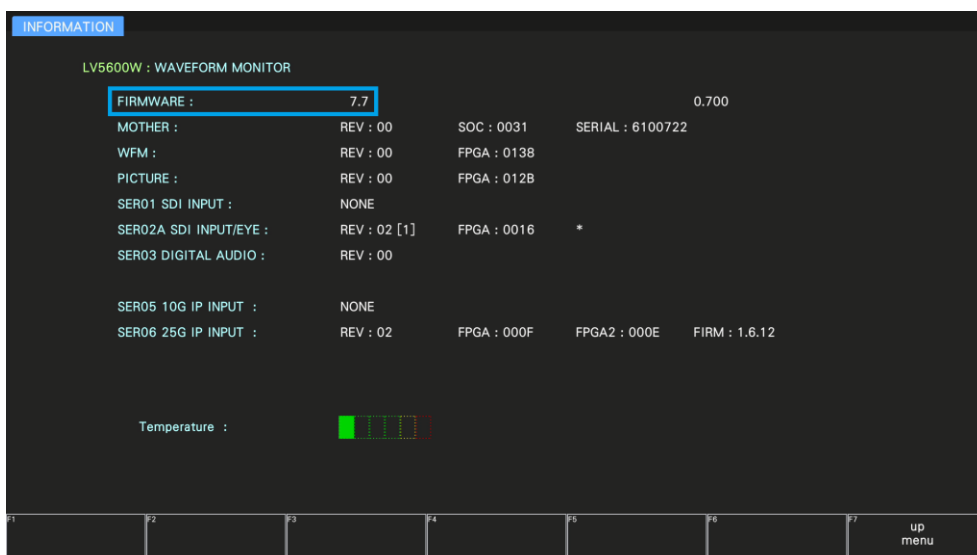 INFORMATION
LV5600W : WAVEFORM MONITOR
FIRMWARE : 7.7 0.700
MOTHER : REV : 00 SOC : 0031 SERIAL : 6100722
WFM : REV : 00 FPGA : 0138
PICTURE : REV : 00 FPGA : 012B
SER01 SDI INPUT : NONE
SER02A SDI INPUT/EYE : REV : 02 [1] FPGA : 0016 *
SER03 DIGITAL AUDIO : REV : 00
SER05 10G IP INPUT : NONE
SER06 25G IP INPUT : REV : 02 FPGA : 000F FPGA2 : 000E FIRM : 1.6.12
Temperature :
F1 F2 F3 F4 F5 F6 F7
up
menu